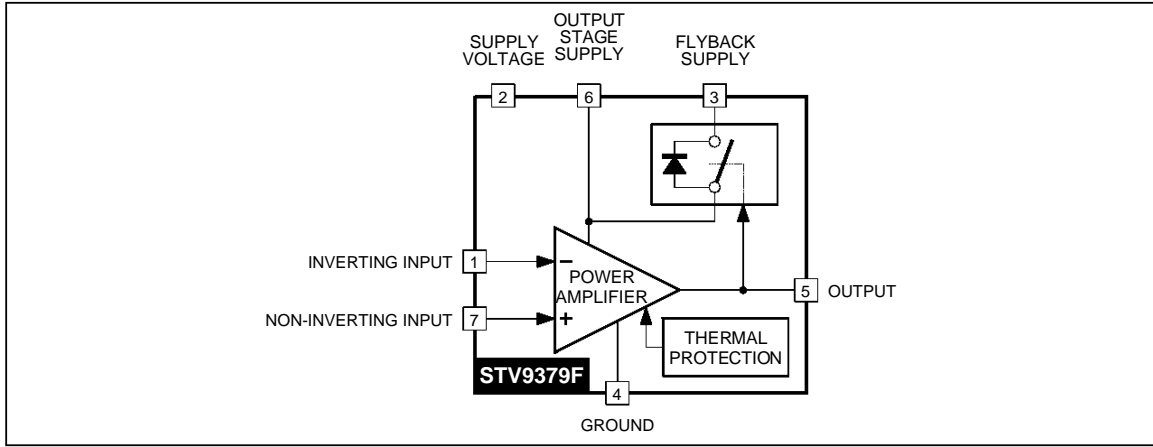 OUTPUT
STAGE
SUPPLY
SUPPLY
VOLTAGE
FLYBACK
SUPPLY
2
6
3
INVERTING INPUT
1
−
POWER
AMPLIFIER
5
OUTPUT
NON-INVERTING INPUT
7
+
THERMAL
PROTECTION
STV9379F
4
GROUND